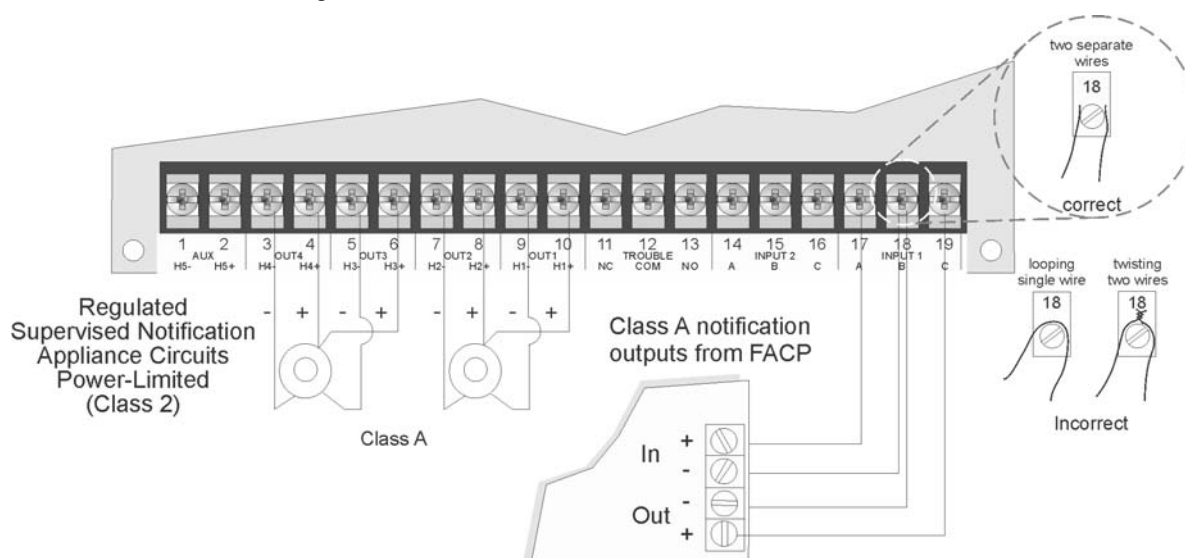 two separate
wires
18
correct
1 2 3 4 5 6 7 8 9 10 11 12 13 14 15 16 17 18 19
AUX OUT4 OUT3 OUT2 OUT1 TROUBLE INPUT 2 INPUT 1
H5- H5+ H4- H4+ H3- H3+ H2- H2+ H1- H1+ NC COM NO A B C A B C
- + - + - + - +
Regulated
Supervised Notification
Appliance Circuits
Power-Limited
(Class 2)
Class A
Class A notification
outputs from FACP
In + -
Out - +
looping
single wire
18
twisting
two wires
18
Incorrect